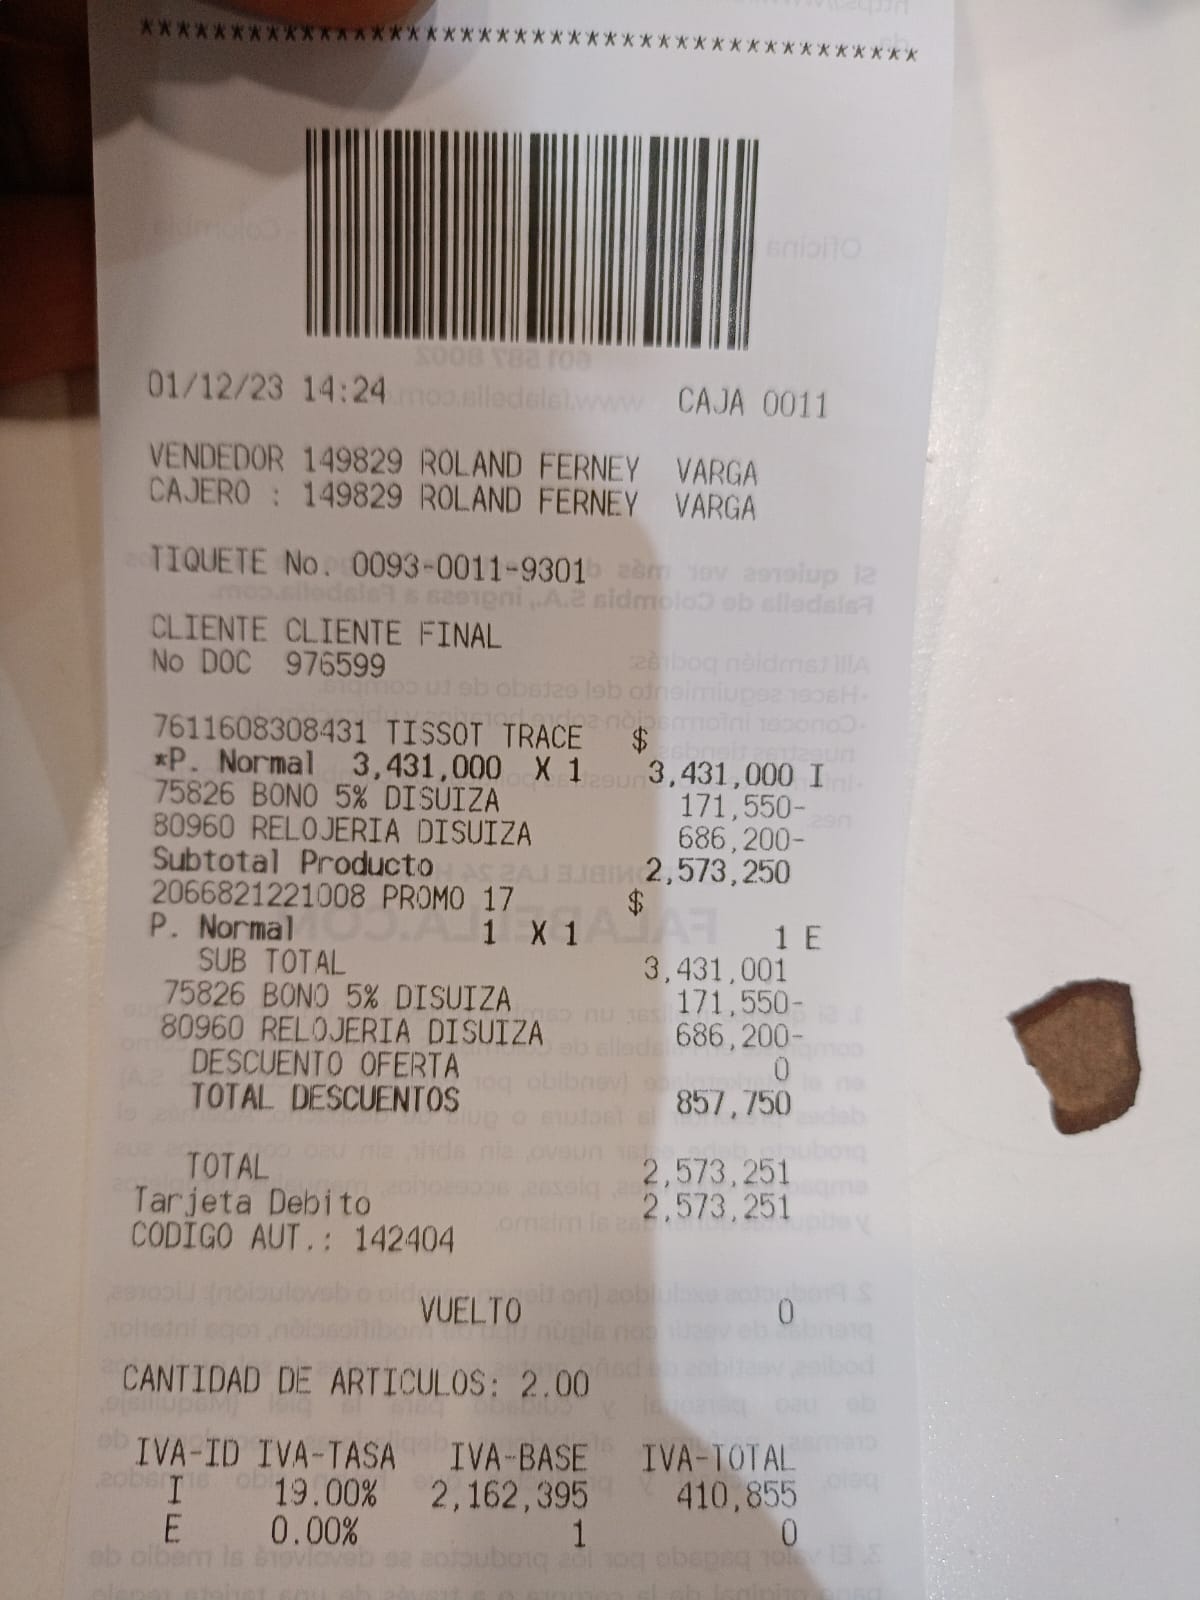 *******************************************
01/12/23 14:24 CAJA 0011
VENDEDOR 149829 ROLAND FERNEY VARGA
CAJERO : 149829 ROLAND FERNEY VARGA
TIQUETE No. 0093-0011-9301
CLIENTE CLIENTE FINAL
No DOC 976599
7611608308431 TISSOT TRACE $
*P. Normal 3,431,000 X 1 3,431,000 I
75826 BONO 5% DISUIZA 171,550-
80960 RELOJERIA DISUIZA 686,200-
Subtotal Producto 2,573,250
2066821221008 PROMO 17 $
P. Normal 1 X 1 1 E
SUB TOTAL 3,431,001
75826 BONO 5% DISUIZA 171,550-
80960 RELOJERIA DISUIZA 686,200-
DESCUENTO OFERTA 0
TOTAL DESCUENTOS 857,750
TOTAL 2,573,251
Tarjeta Debito 2,573,251
CODIGO AUT.: 142404
VUELTO 0
CANTIDAD DE ARTICULOS: 2.00
IVA-ID IVA-TASA IVA-BASE IVA-TOTAL
I 19.00% 2,162,395 410,855
E 0.00% 1 0